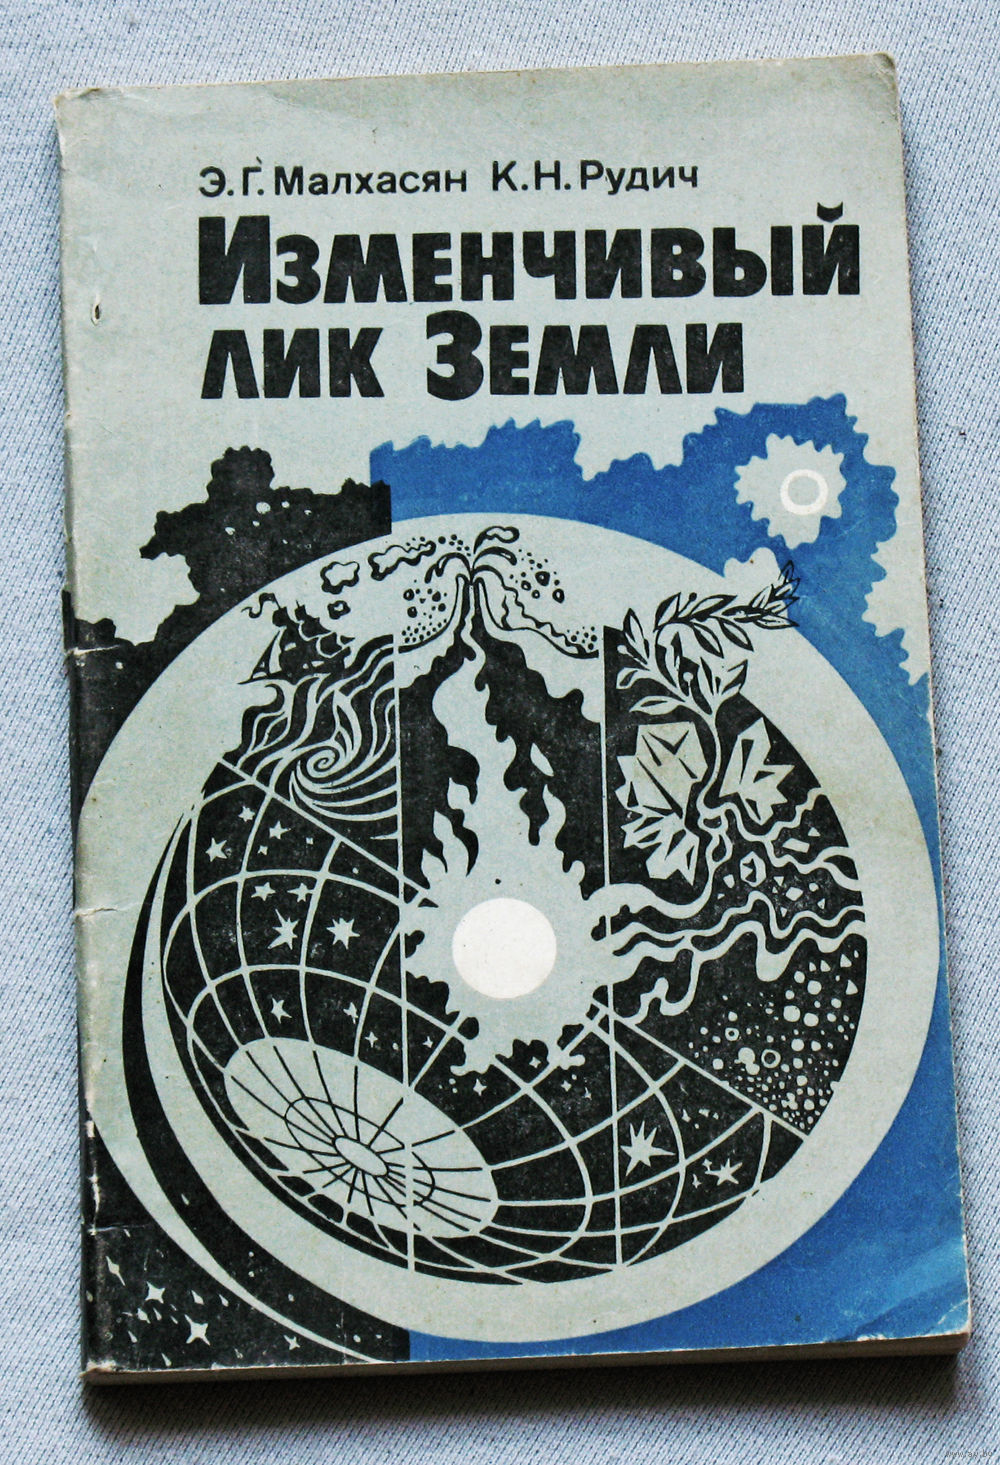 Э. Г. Малхасян К. Н. Рудич
Изменчивый
лик Земли